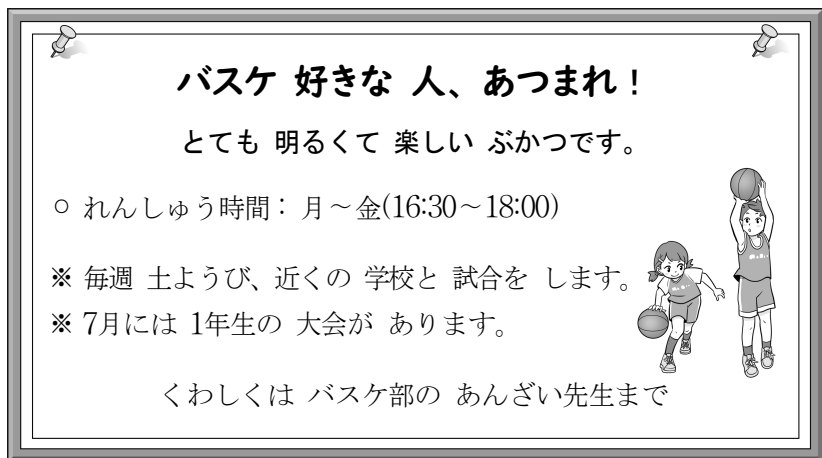 バスケ 好きな 人、あつまれ！
とても 明るくて 楽しい ぶかつです。
○ れんしゅう時間 : 月～金(16:30～18:00)
※ 毎週 土ようび、近くの 学校と 試合を します。
※ 7月には 1年生の 大会が あります。
くわしくは バスケ部の あんざい先生まで